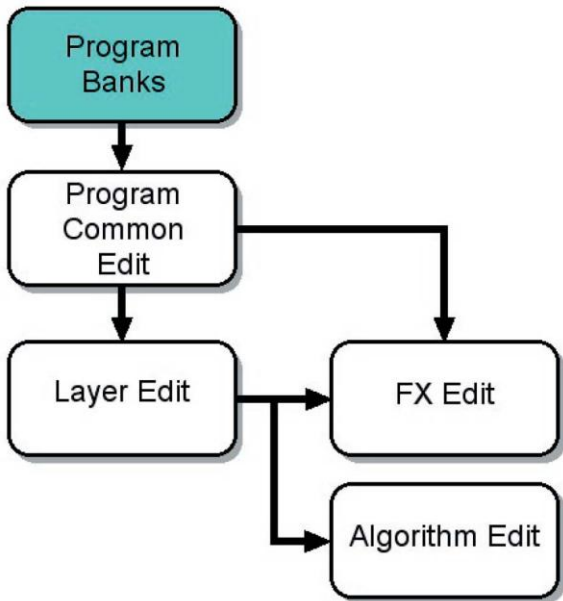 Program
Banks
Program
Common
Edit
Layer Edit
FX Edit
Algorithm Edit